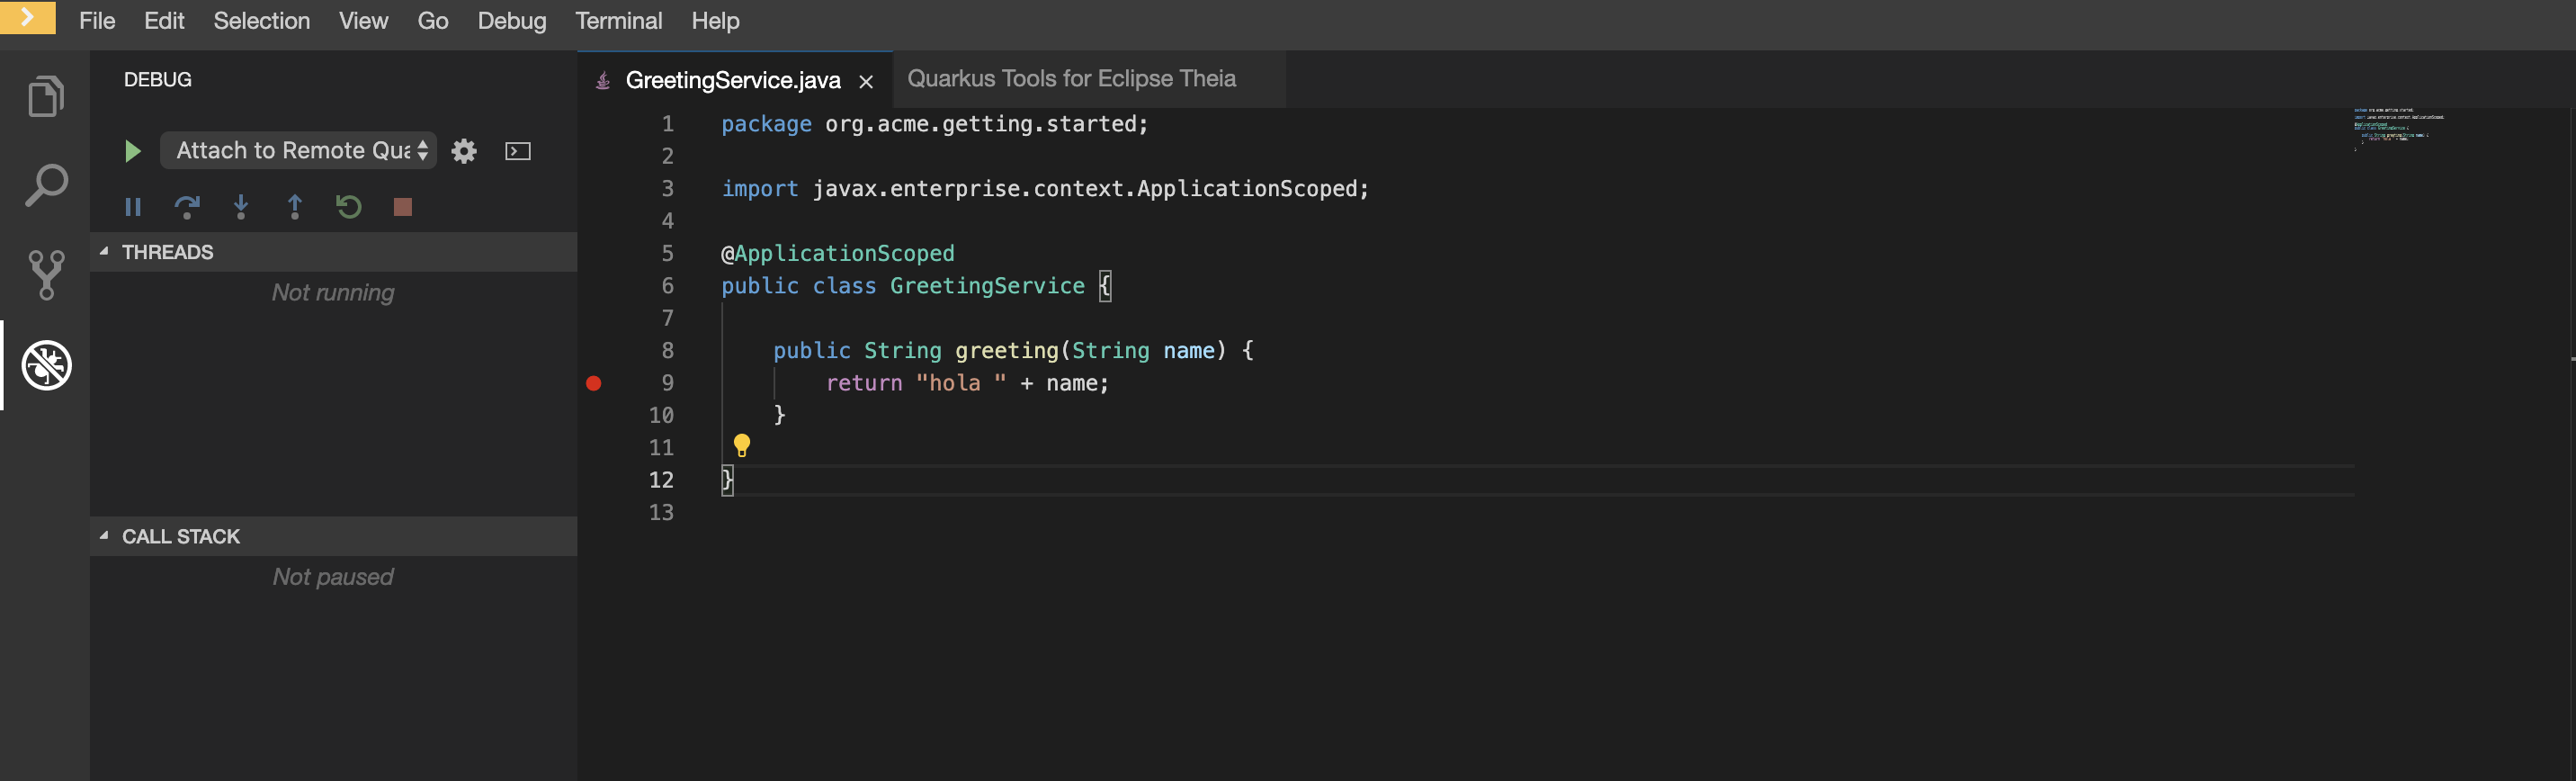 File Edit Selection View Go Debug Terminal Help
DEBUG
Attach to Remote Qua
THREADS
Not running
CALL STACK
Not paused
GreetingService.java
Quarkus Tools for Eclipse Theia
1 package org.acme.getting.started;
2
3 import javax.enterprise.context.ApplicationScoped;
4
5 @ApplicationScoped
6 public class GreetingService {
7
8 public String greeting(String name) {
9 return "hola " + name;
10 }
11
12 }
13